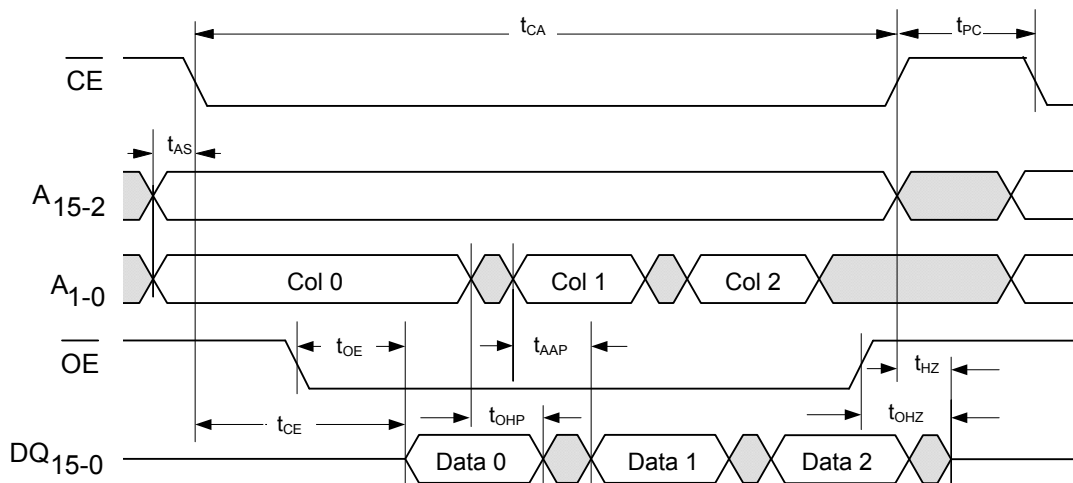 tCA tPC
CE
tAS
A15-2
A1-0 Col 0 Col 1 Col 2
OE tOE tAAP tHZ
tCE tOHP tOHZ
DQ15-0 Data 0 Data 1 Data 2